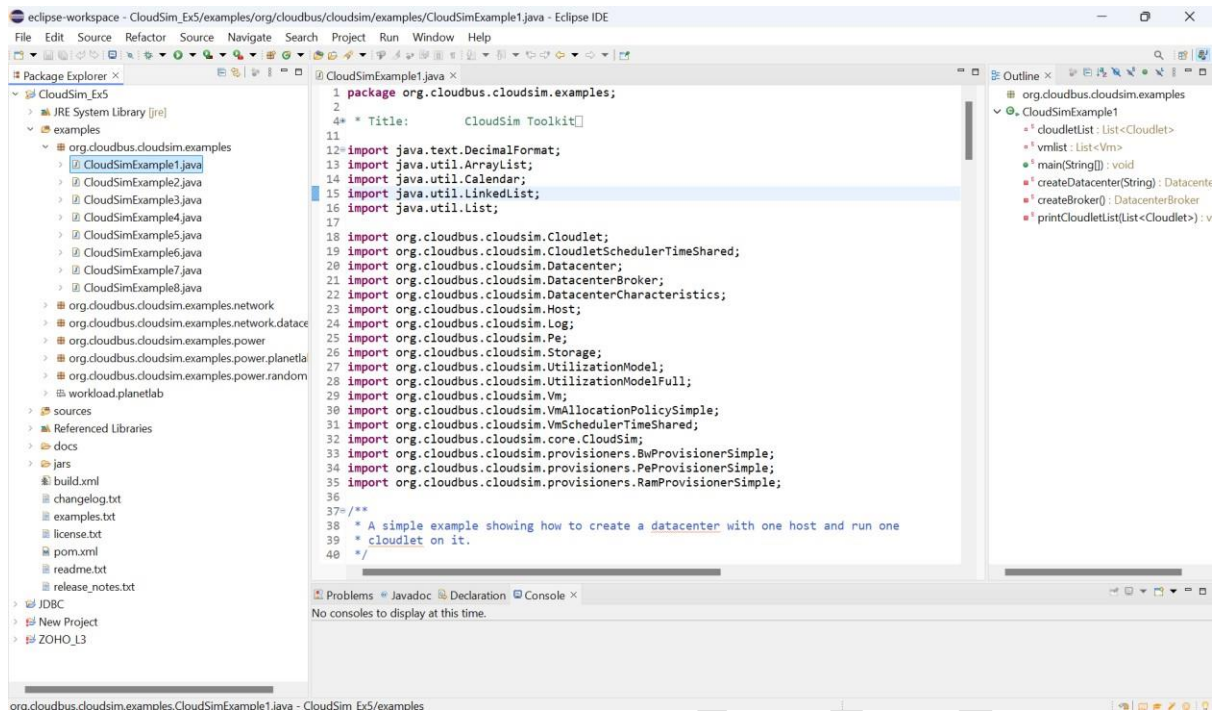 eclipse-workspace - CloudSim_Ex5/examples/org/cloudbus/cloudsim/examples/CloudSimExample1.java - Eclipse IDE
File Edit Source Refactor Source Navigate Search Project Run Window Help
Package Explorer
CloudSim_Ex5
JRE System Library [jre]
examples
org.cloudbus.cloudsim.examples
CloudSimExample1.java
CloudSimExample2.java
CloudSimExample3.java
CloudSimExample4.java
CloudSimExample5.java
CloudSimExample6.java
CloudSimExample7.java
CloudSimExample8.java
org.cloudbus.cloudsim.examples.network
org.cloudbus.cloudsim.examples.network.datace
org.cloudbus.cloudsim.examples.power
org.cloudbus.cloudsim.examples.power.planetla
org.cloudbus.cloudsim.examples.power.random
workload.planetlab
sources
Referenced Libraries
docs
jars
build.xml
changelog.txt
examples.txt
license.txt
pom.xml
readme.txt
release_notes.txt
JDBC
New Project
ZOHO_L3
CloudSimExample1.java
1 package org.cloudbus.cloudsim.examples;
2
4 * Title: CloudSim Toolkit
11
12 import java.text.DecimalFormat;
13 import java.util.ArrayList;
14 import java.util.Calendar;
15 import java.util.LinkedList;
16 import java.util.List;
17
18 import org.cloudbus.cloudsim.Cloudlet;
19 import org.cloudbus.cloudsim.CloudletSchedulerTimeShared;
20 import org.cloudbus.cloudsim.Datacenter;
21 import org.cloudbus.cloudsim.DatacenterBroker;
22 import org.cloudbus.cloudsim.DatacenterCharacteristics;
23 import org.cloudbus.cloudsim.Host;
24 import org.cloudbus.cloudsim.Log;
25 import org.cloudbus.cloudsim.Pe;
26 import org.cloudbus.cloudsim.Storage;
27 import org.cloudbus.cloudsim.UtilizationModel;
28 import org.cloudbus.cloudsim.UtilizationModelFull;
29 import org.cloudbus.cloudsim.Vm;
30 import org.cloudbus.cloudsim.VmAllocationPolicySimple;
31 import org.cloudbus.cloudsim.VmSchedulerTimeShared;
32 import org.cloudbus.cloudsim.core.CloudSim;
33 import org.cloudbus.cloudsim.provisioners.BwProvisionerSimple;
34 import org.cloudbus.cloudsim.provisioners.PeProvisionerSimple;
35 import org.cloudbus.cloudsim.provisioners.RamProvisionerSimple;
36
37 /**
38 * A simple example showing how to create a datacenter with one host and run one
39 * cloudlet on it.
40 */
Outline
org.cloudbus.cloudsim.examples
CloudSimExample1
cloudletList : List<Cloudlet>
vmlist : List<Vm>
main(String[]) : void
createDatacenter(String) : Datacente
createBroker() : DatacenterBroker
printCloudletList(List<Cloudlet>) : v
Problems Javadoc Declaration Console
No consoles to display at this time.
org.cloudbus.cloudsim.examples.CloudSimExample1.java - CloudSim_Ex5/examples